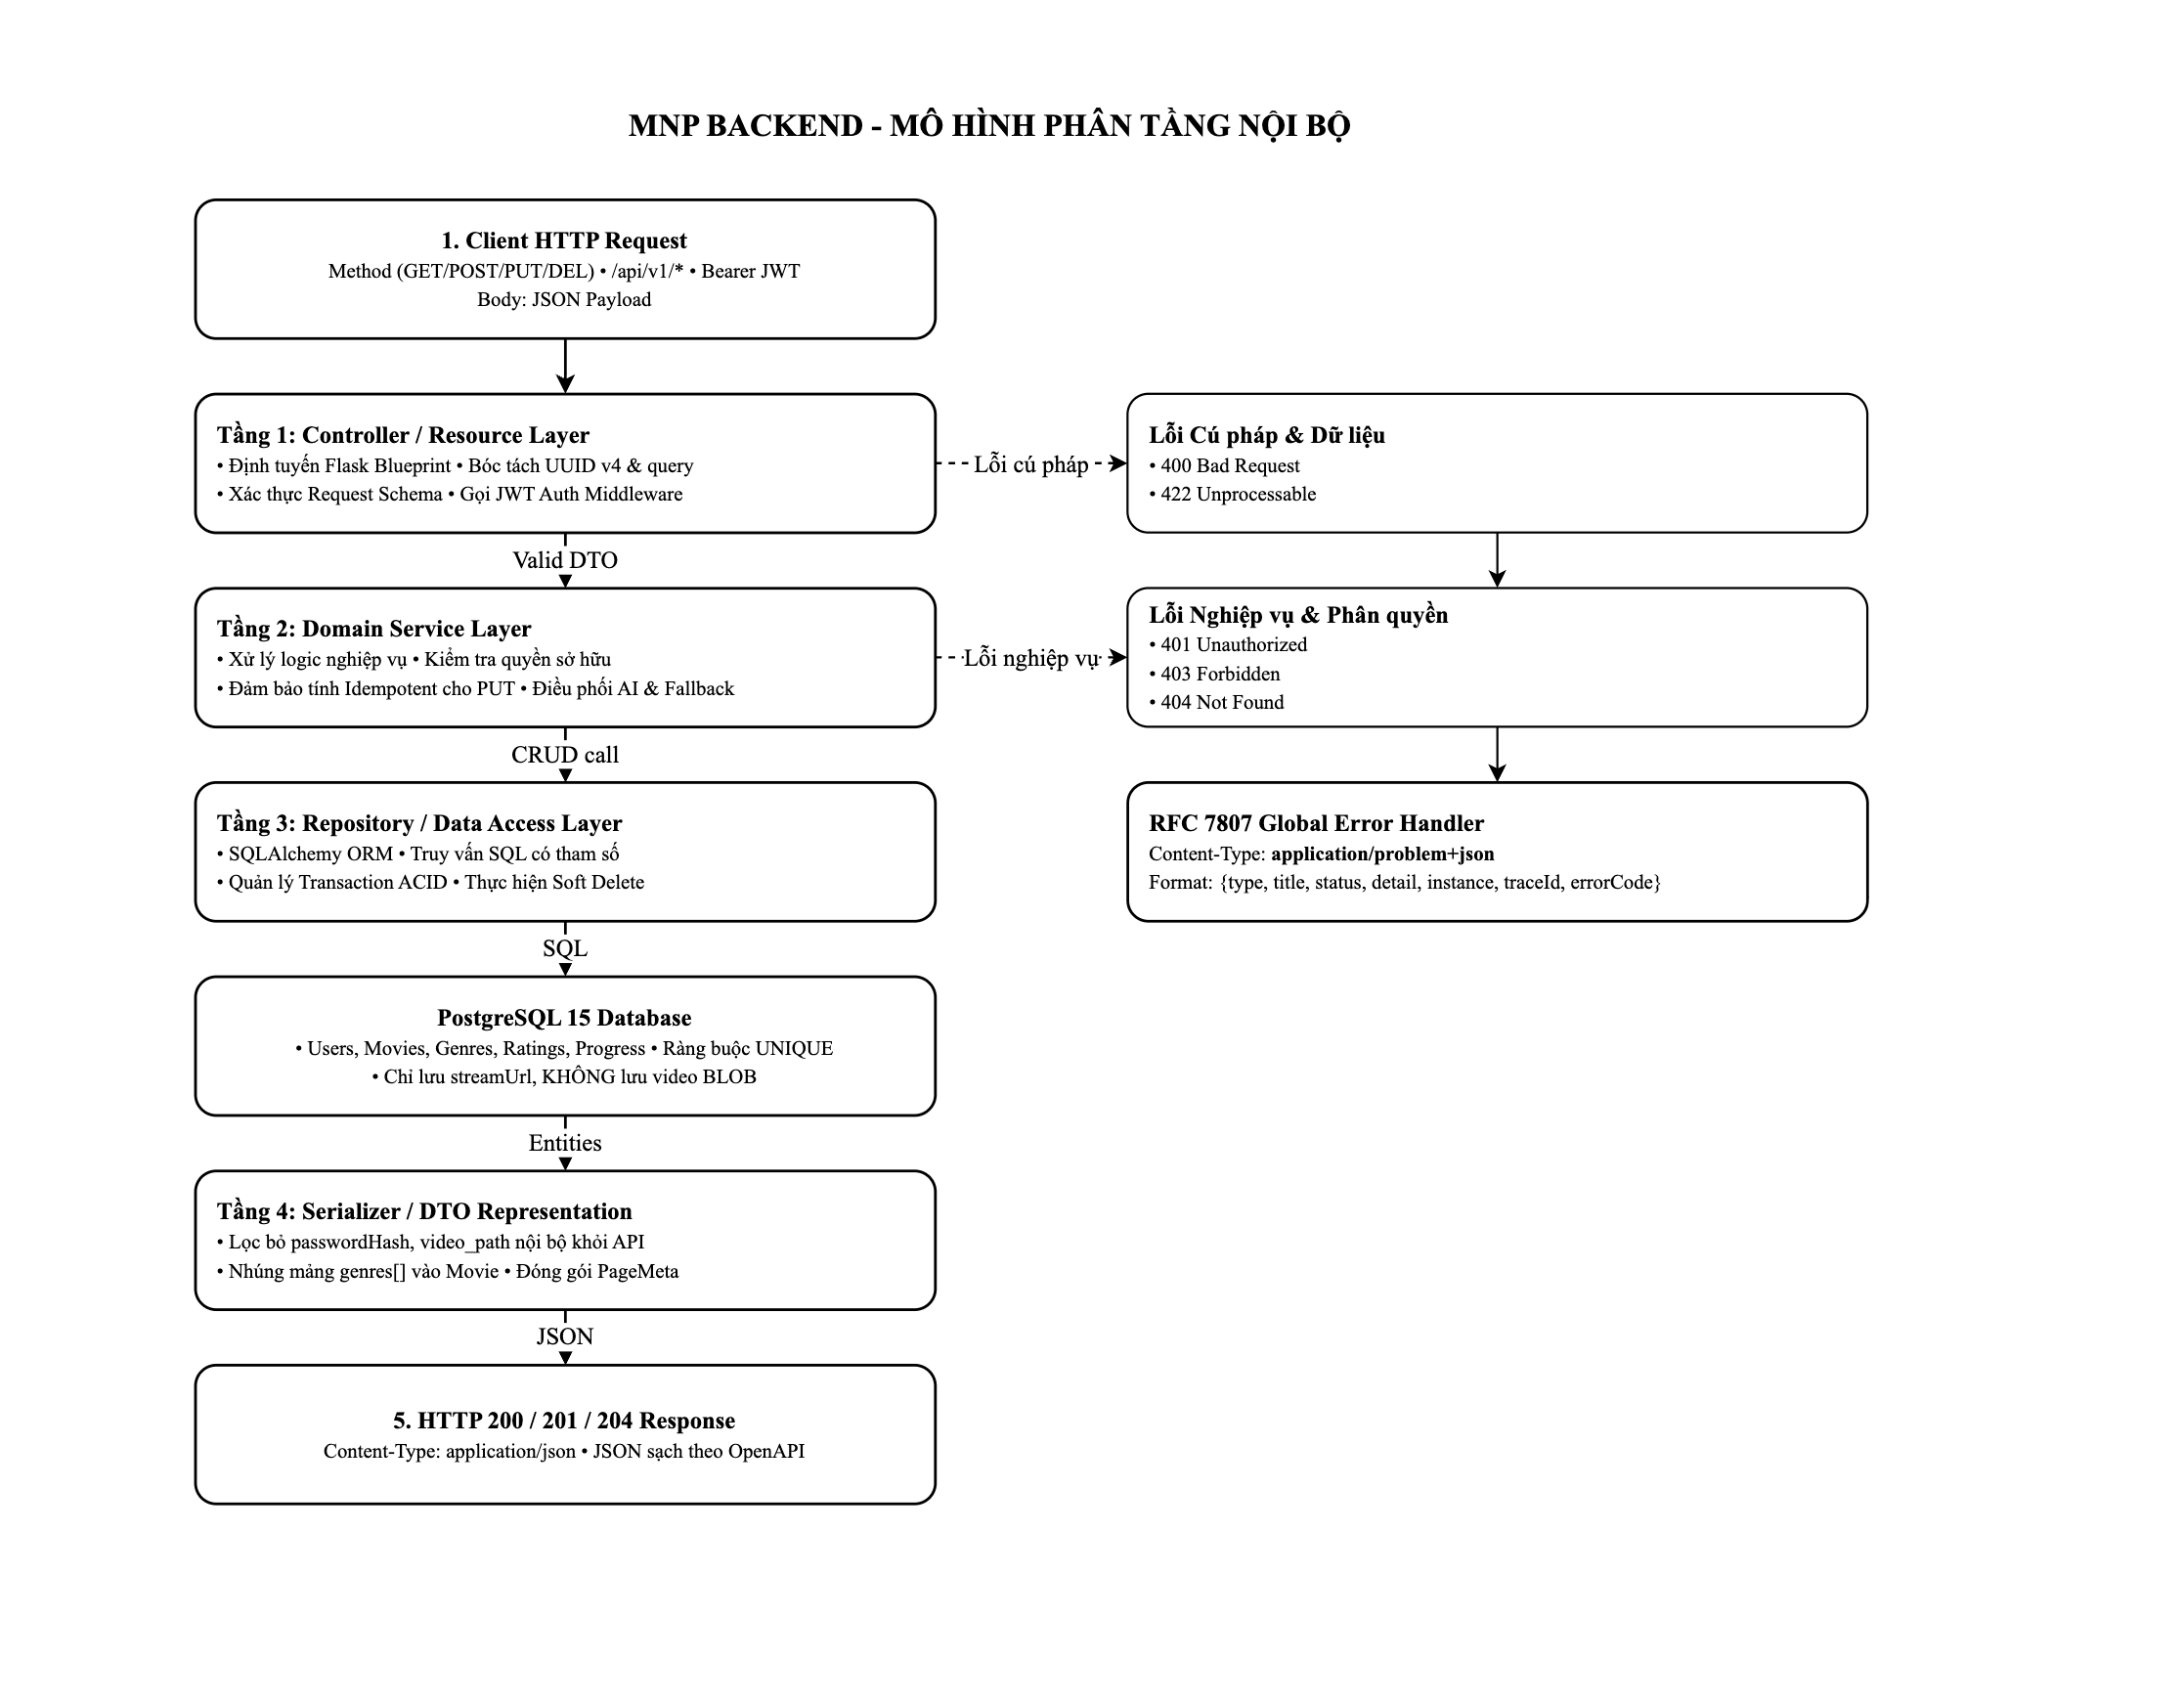 MNP BACKEND - MÔ HÌNH PHÂN TẦNG NỘI BỘ
1. Client HTTP Request
Method (GET/POST/PUT/DEL) • /api/v1/* • Bearer JWT
Body: JSON Payload
Tầng 1: Controller / Resource Layer
• Định tuyến Flask Blueprint • Bóc tách UUID v4 & query
• Xác thực Request Schema • Gọi JWT Auth Middleware
Lỗi cú pháp
Lỗi Cú pháp & Dữ liệu
• 400 Bad Request
• 422 Unprocessable
Valid DTO
Tầng 2: Domain Service Layer
• Xử lý logic nghiệp vụ • Kiểm tra quyền sở hữu
• Đảm bảo tính Idempotent cho PUT • Điều phối AI & Fallback
Lỗi nghiệp vụ
Lỗi Nghiệp vụ & Phân quyền
• 401 Unauthorized
• 403 Forbidden
• 404 Not Found
CRUD call
Tầng 3: Repository / Data Access Layer
• SQLAlchemy ORM • Truy vấn SQL có tham số
• Quản lý Transaction ACID • Thực hiện Soft Delete
RFC 7807 Global Error Handler
Content-Type: application/problem+json
Format: {type, title, status, detail, instance, traceId, errorCode}
SQL
PostgreSQL 15 Database
• Users, Movies, Genres, Ratings, Progress • Ràng buộc UNIQUE
• Chỉ lưu streamUrl, KHÔNG lưu video BLOB
Entities
Tầng 4: Serializer / DTO Representation
• Lọc bỏ passwordHash, video_path nội bộ khỏi API
• Nhúng mảng genres[] vào Movie • Đóng gói PageMeta
JSON
5. HTTP 200 / 201 / 204 Response
Content-Type: application/json • JSON sạch theo OpenAPI